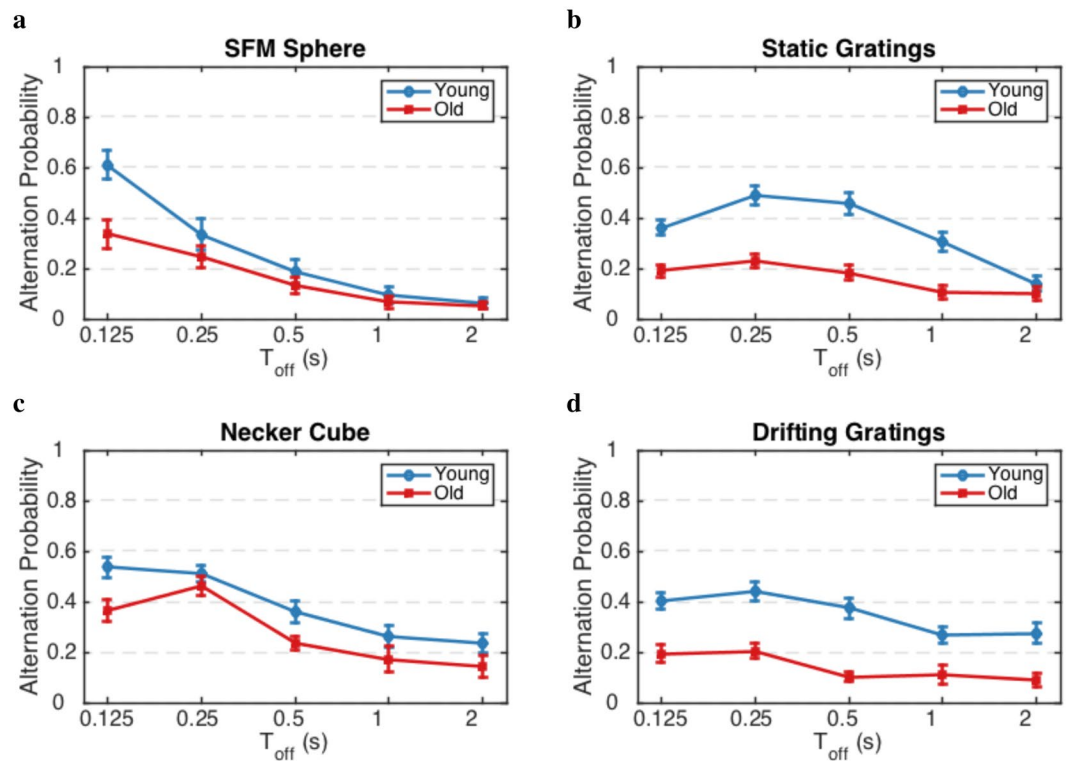 a
SFM Sphere
Alternation Probability
1
0.8
0.6
0.4
0.2
0
Young
Old
0.125 0.25 0.5 1 2
T_off (s)
b
Static Gratings
Alternation Probability
1
0.8
0.6
0.4
0.2
0
Young
Old
0.125 0.25 0.5 1 2
T_off (s)
c
Necker Cube
Alternation Probability
1
0.8
0.6
0.4
0.2
0
Young
Old
0.125 0.25 0.5 1 2
T_off (s)
d
Drifting Gratings
Alternation Probability
1
0.8
0.6
0.4
0.2
0
Young
Old
0.125 0.25 0.5 1 2
T_off (s)